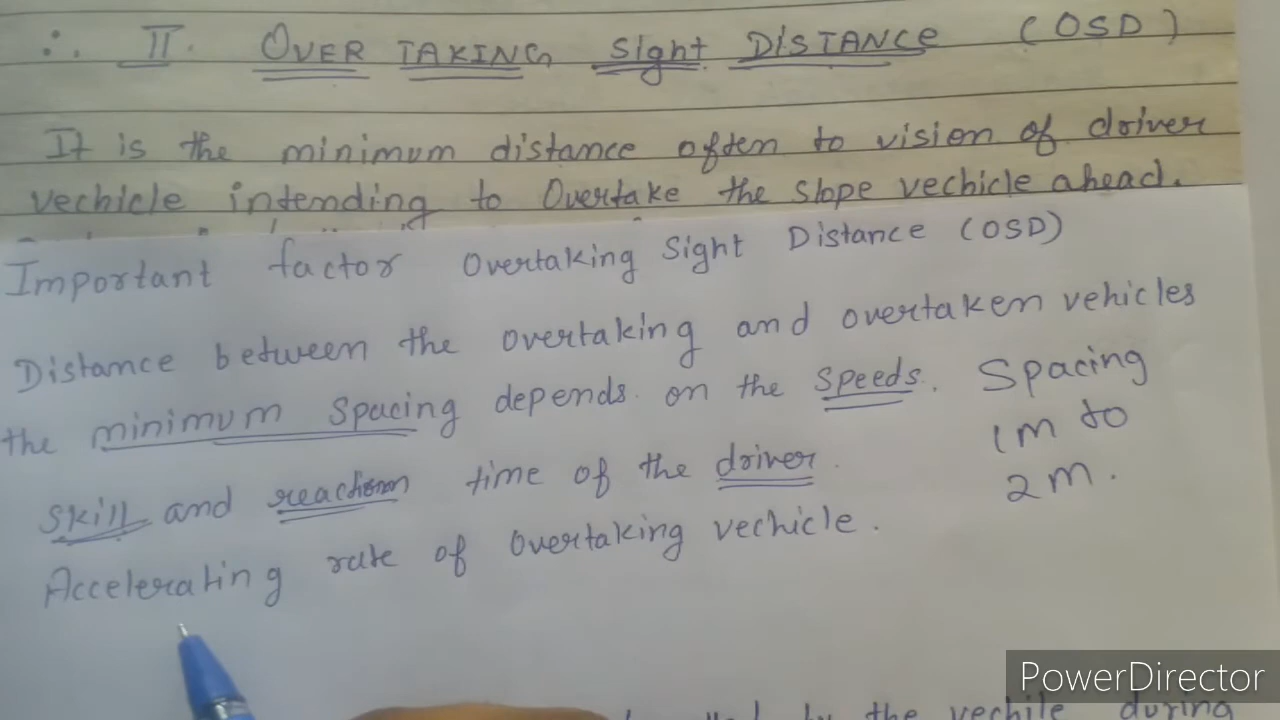 ∴ II. OVER TAKING Sight DISTANCE (OSD)
It is the minimum distance often to vision of driver
vechicle intending to Overtake the slope vechicle ahead.
Important factor Overtaking Sight Distance (OSD)
Distance between the overtaking and overtaken vehicles
the minimum spacing depends on the speeds. Spacing
1m to
2m.
Skill and reaction time of the driver
Accelerating rate of Overtaking vechicle.
PowerDirector
by the vechile during